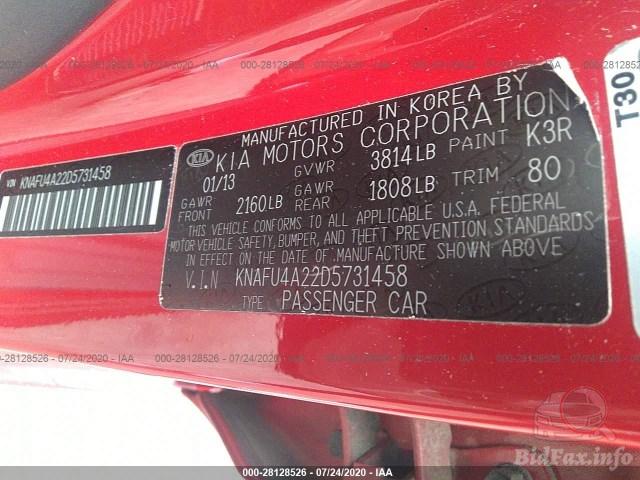 000-28128526 - 07/24/2020 - IAA
T30
VIN KNAFU4A22D5731458
MANUFACTURED IN KOREA BY
KIA KIA MOTORS CORPORATION
01/13 GVWR 3814LB PAINT K3R
GAWR FRONT 2160LB GAWR REAR 1808LB TRIM 80
THIS VEHICLE CONFORMS TO ALL APPLICABLE U.S.A. FEDERAL
MOTOR VEHICLE SAFETY, BUMPER, AND THEFT PREVENTION STANDARDS
IN EFFECT ON THE DATE OF MANUFACTURE SHOWN ABOVE
V.I.N KNAFU4A22D5731458
TYPE PASSENGER CAR
000-28128526 - 07/24/2020 - IAA
BidFax.info
000-28128526 - 07/24/2020 - IAA